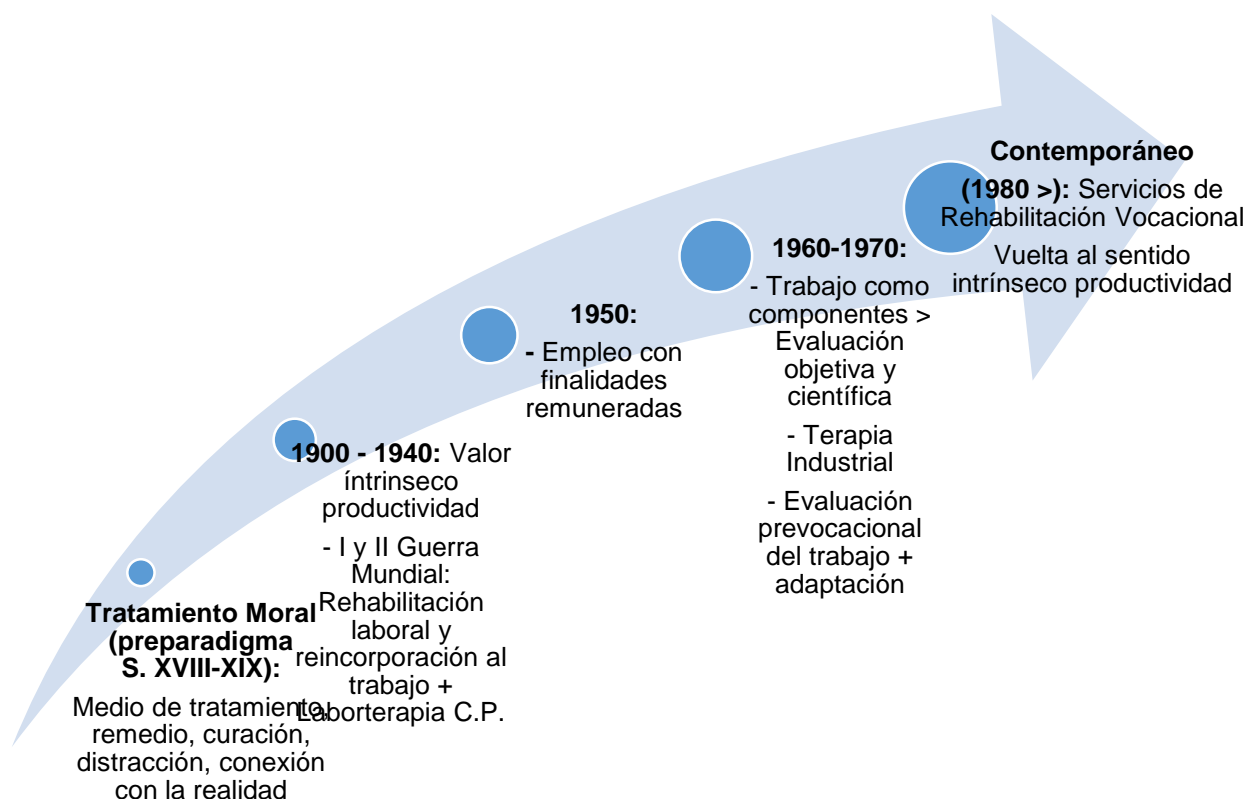 Tratamiento Moral
(preparadigma
S. XVIII-XIX):
Medio de tratamiento,
remedio, curación,
distracción, conexión
con la realidad
1900 - 1940: Valor
íntrinseco
productividad
- I y II Guerra
Mundial:
Rehabilitación
laboral y
reincorporación al
trabajo +
Laborterapia C.P.
1950:
- Empleo con
finalidades
remuneradas
1960-1970:
- Trabajo como
componentes >
Evaluación
objetiva y
científica
- Terapia
Industrial
- Evaluación
prevocacional
del trabajo +
adaptación
Contemporáneo
(1980 >): Servicios de
Rehabilitación Vocacional
Vuelta al sentido
intrínseco productividad